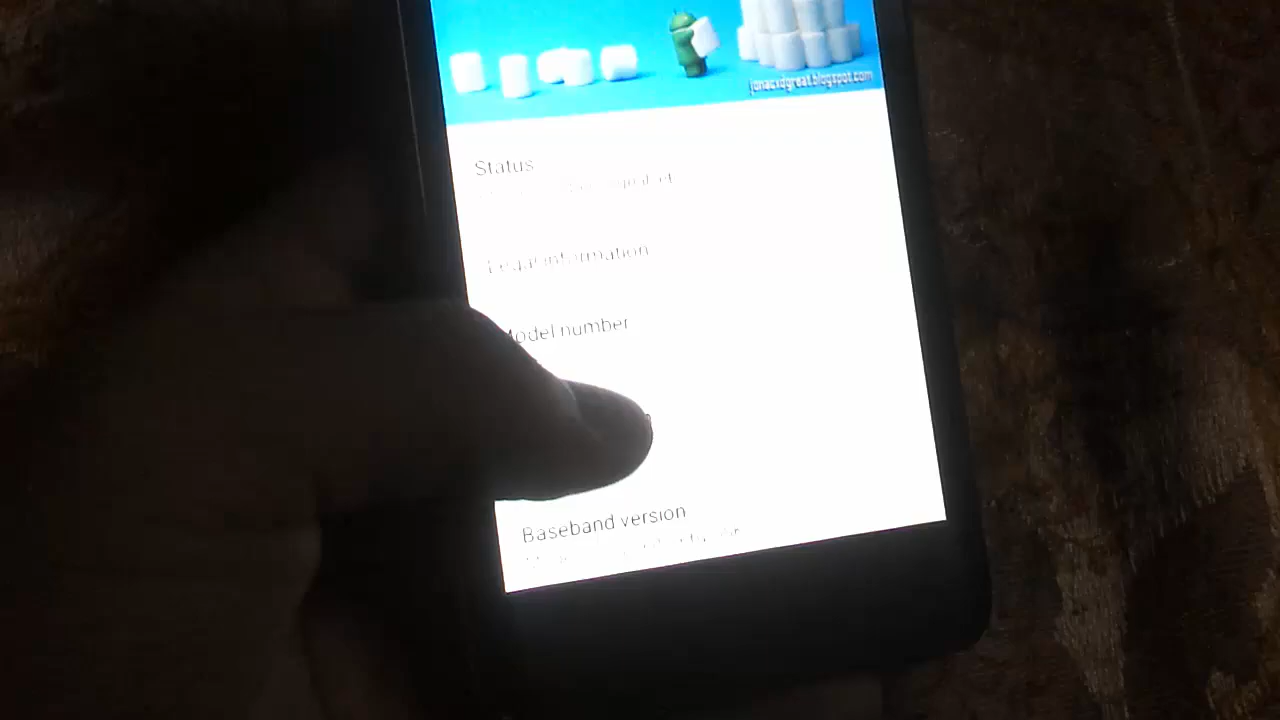 jonaxdgreat.blogspot.com
Status
Legal information
Model number
Baseband version